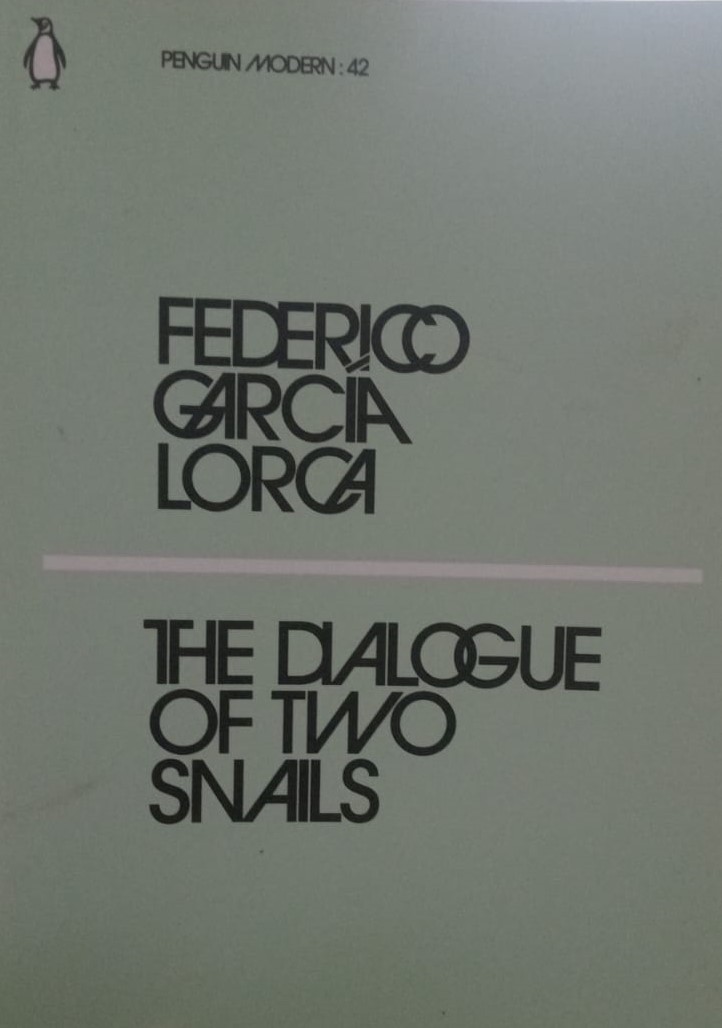 PENGUIN MODERN : 42
FEDERICO
GARCÍA
LORCA
THE DIALOGUE
OF TWO
SNAILS